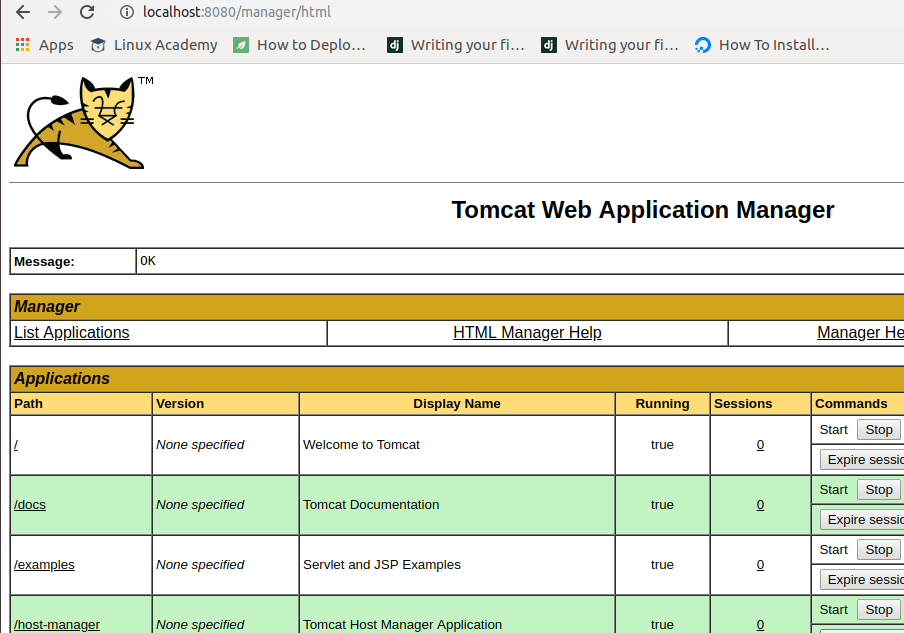 localhost:8080/manager/html
Apps Linux Academy How to Deplo... Writing your fi... Writing your fi... How To Install...
TM
Tomcat Web Application Manager
Message: OK
Manager
List Applications HTML Manager Help Manager He
Applications
Path Version Display Name Running Sessions Commands
/ None specified Welcome to Tomcat true 0 Start Stop
Expire sessio
/docs None specified Tomcat Documentation true 0 Start Stop
Expire sessio
/examples None specified Servlet and JSP Examples true 0 Start Stop
Expire sessio
/host-manager None specified Tomcat Host Manager Application true 0 Start Stop